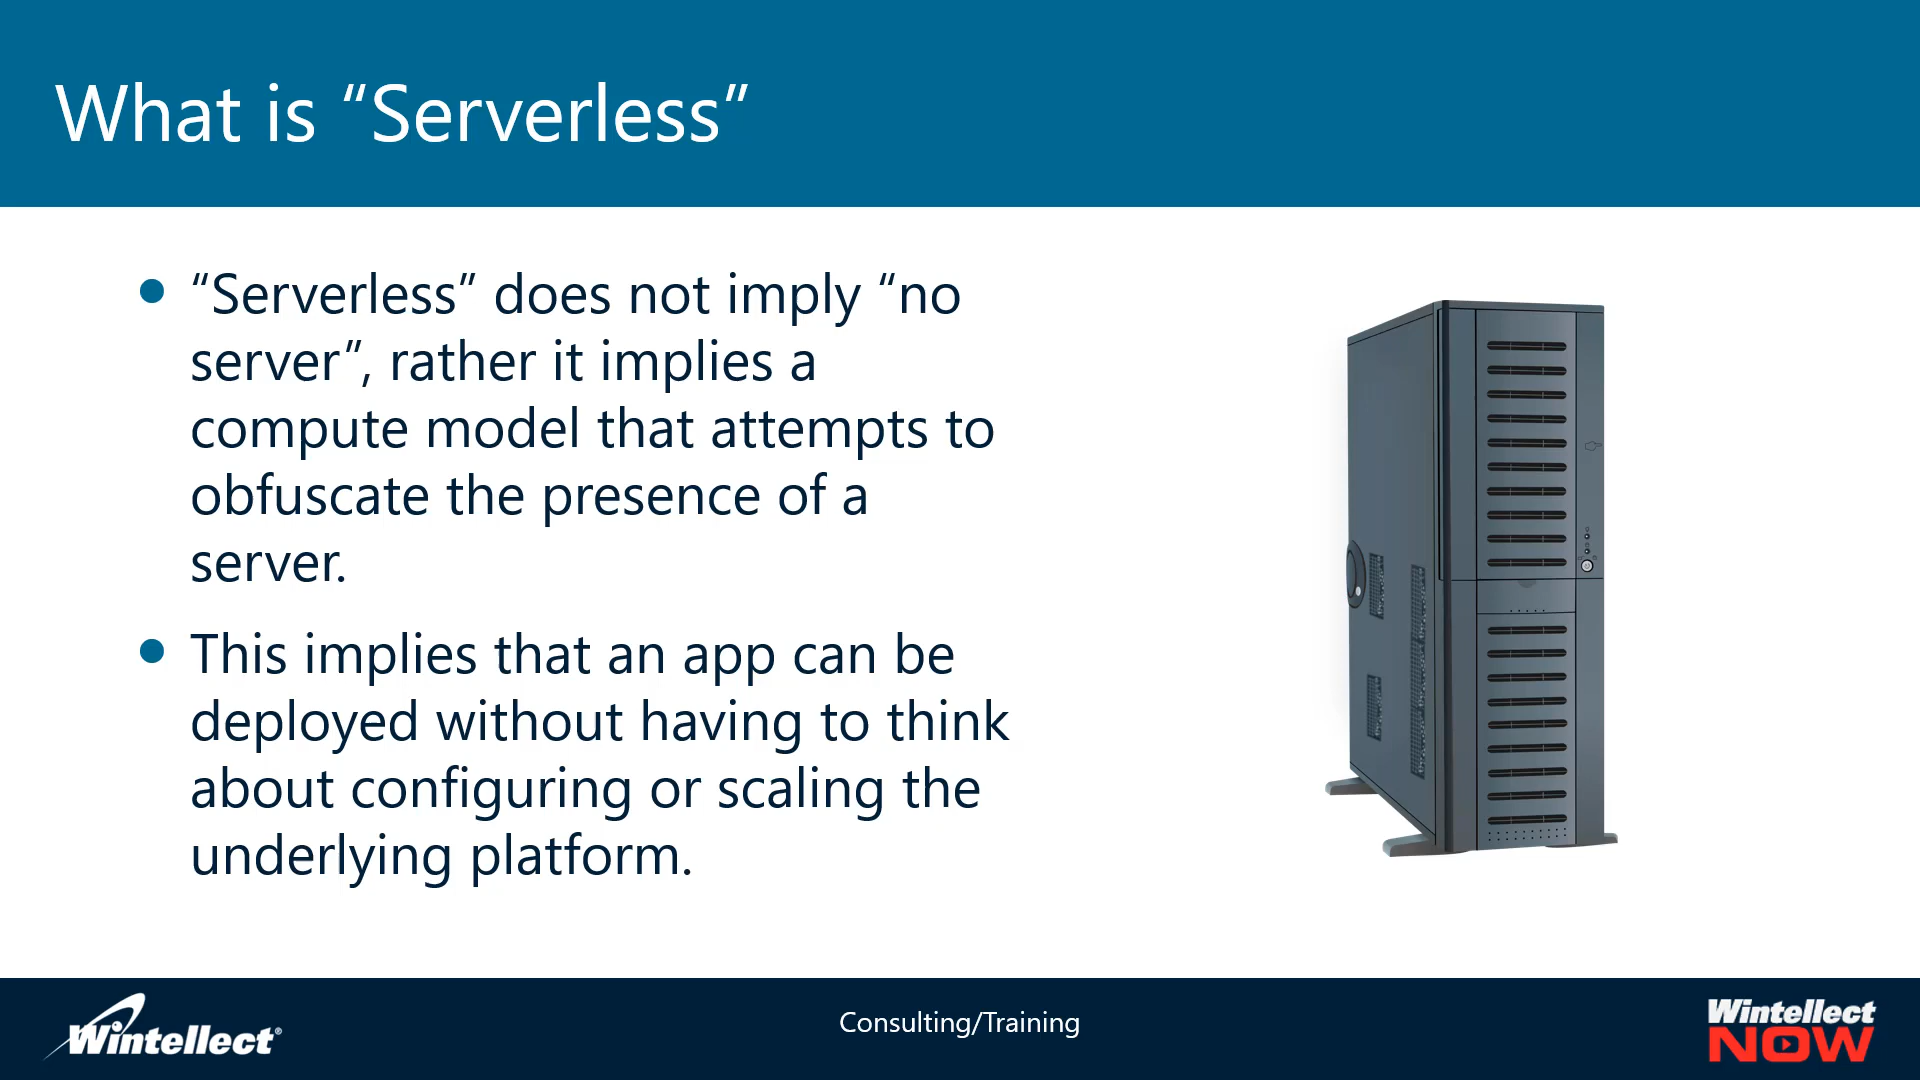 What is “Serverless”
“Serverless” does not imply “no
server”, rather it implies a
compute model that attempts to
obfuscate the presence of a
server.
This implies that an app can be
deployed without having to think
about configuring or scaling the
underlying platform.
Wintellect®
Consulting/Training
Wintellect
NOW